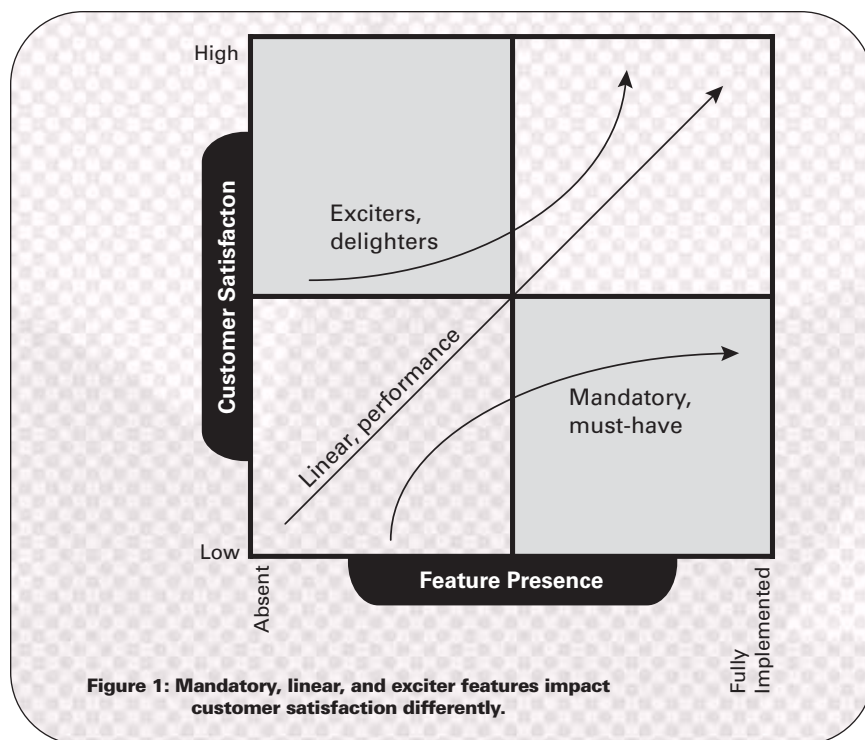 High
Customer Satisfacton
Exciters,
delighters
Linear, performance
Mandatory,
must-have
Low
Absent
Feature Presence
Fully
Implemented
Figure 1: Mandatory, linear, and exciter features impact
customer satisfaction differently.